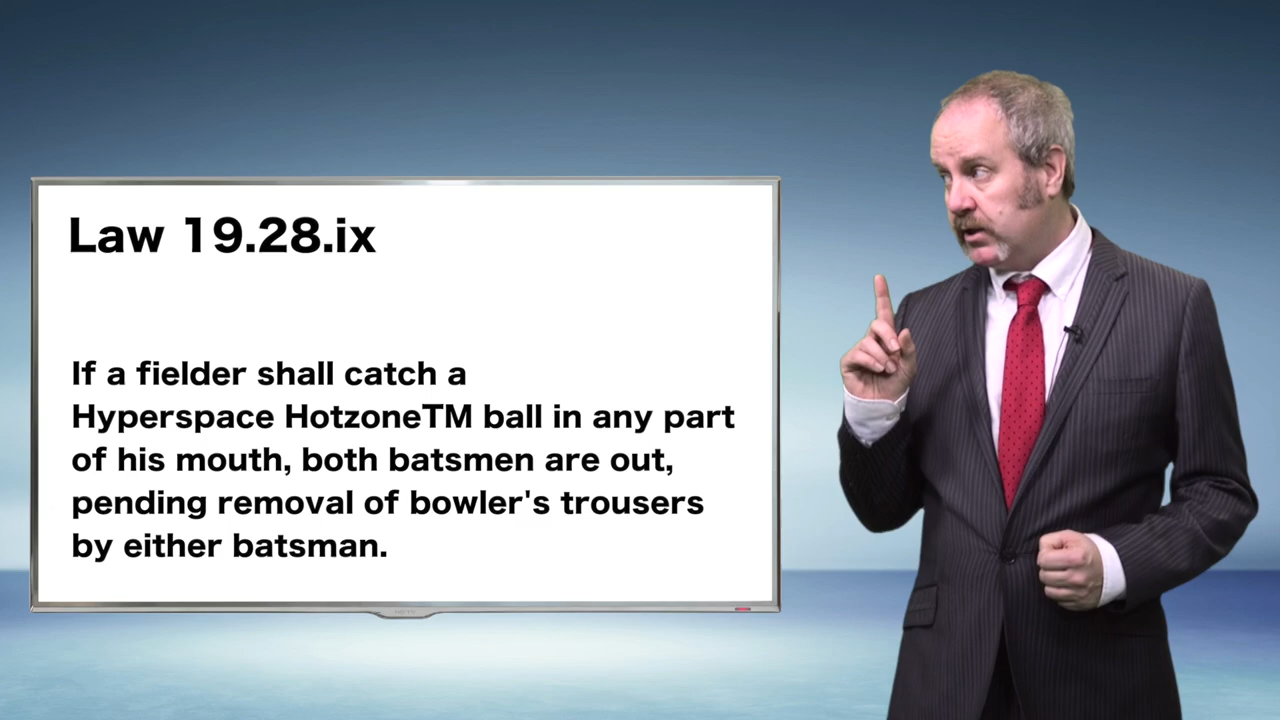 Law 19.28.ix
If a fielder shall catch a
Hyperspace HotzoneTM ball in any part
of his mouth, both batsmen are out,
pending removal of bowler's trousers
by either batsman.